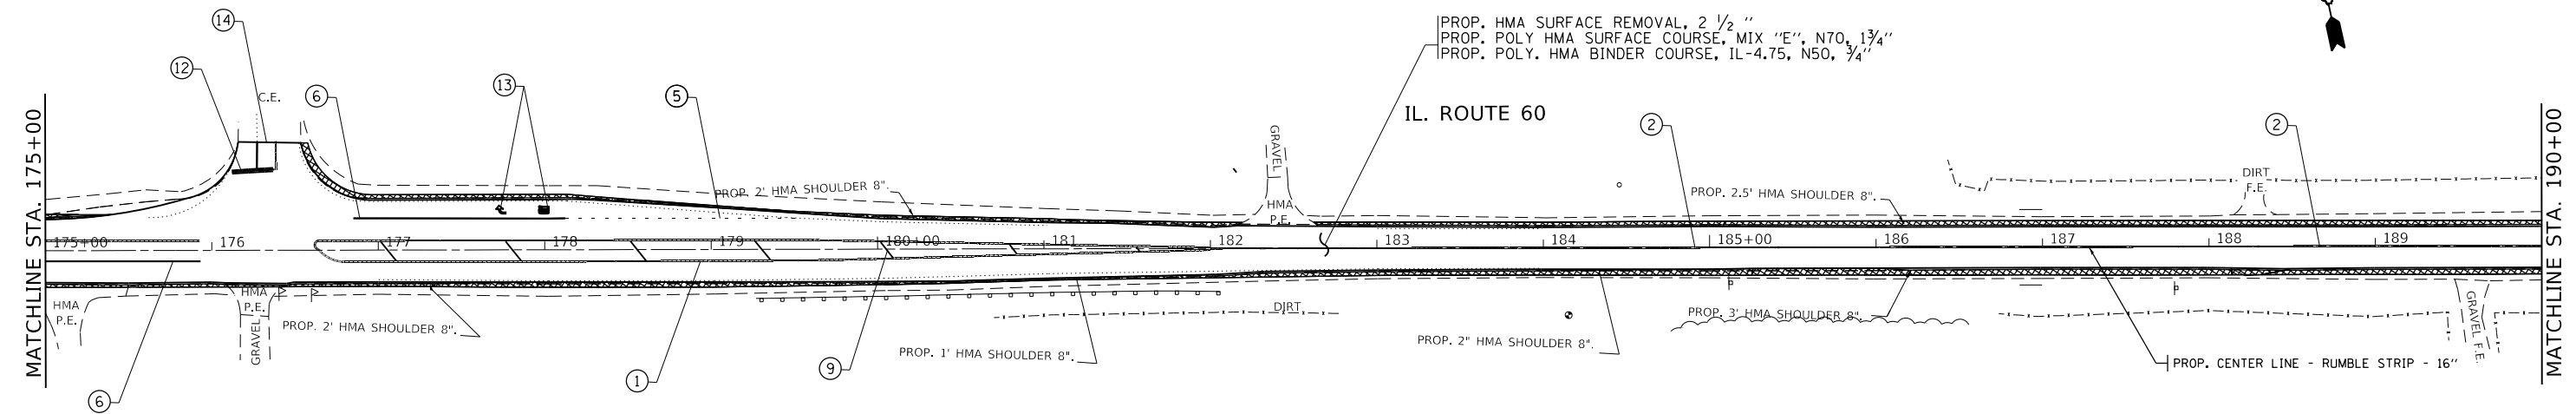 14
PROP. HMA SURFACE REMOVAL, 2 1/2 "
PROP. POLY HMA SURFACE COURSE, MIX "E", N70, 1 3/4"
PROP. POLY. HMA BINDER COURSE, IL-4.75, N50, 3/4"
12
C.E.
6
13
5
IL. ROUTE 60
2
2
MATCHLINE STA. 175+00
MATCHLINE STA. 190+00
GRAVEL
HMA
P.E.
PROP. 2' HMA SHOULDER 8".
PROP. 2.5' HMA SHOULDER 8".
DIRT
F.E.
175+00
176
177
178
179
180+00
181
182
183
184
185+00
186
187
188
189
HMA
P.E.
HMA
P.E.
GRAVEL
PROP. 2' HMA SHOULDER 8".
DIRT
PROP. 1' HMA SHOULDER 8".
PROP. 2" HMA SHOULDER 8".
PROP. 3' HMA SHOULDER 8".
GRAVEL F.E.
PROP. CENTER LINE - RUMBLE STRIP - 16"
6
1
9